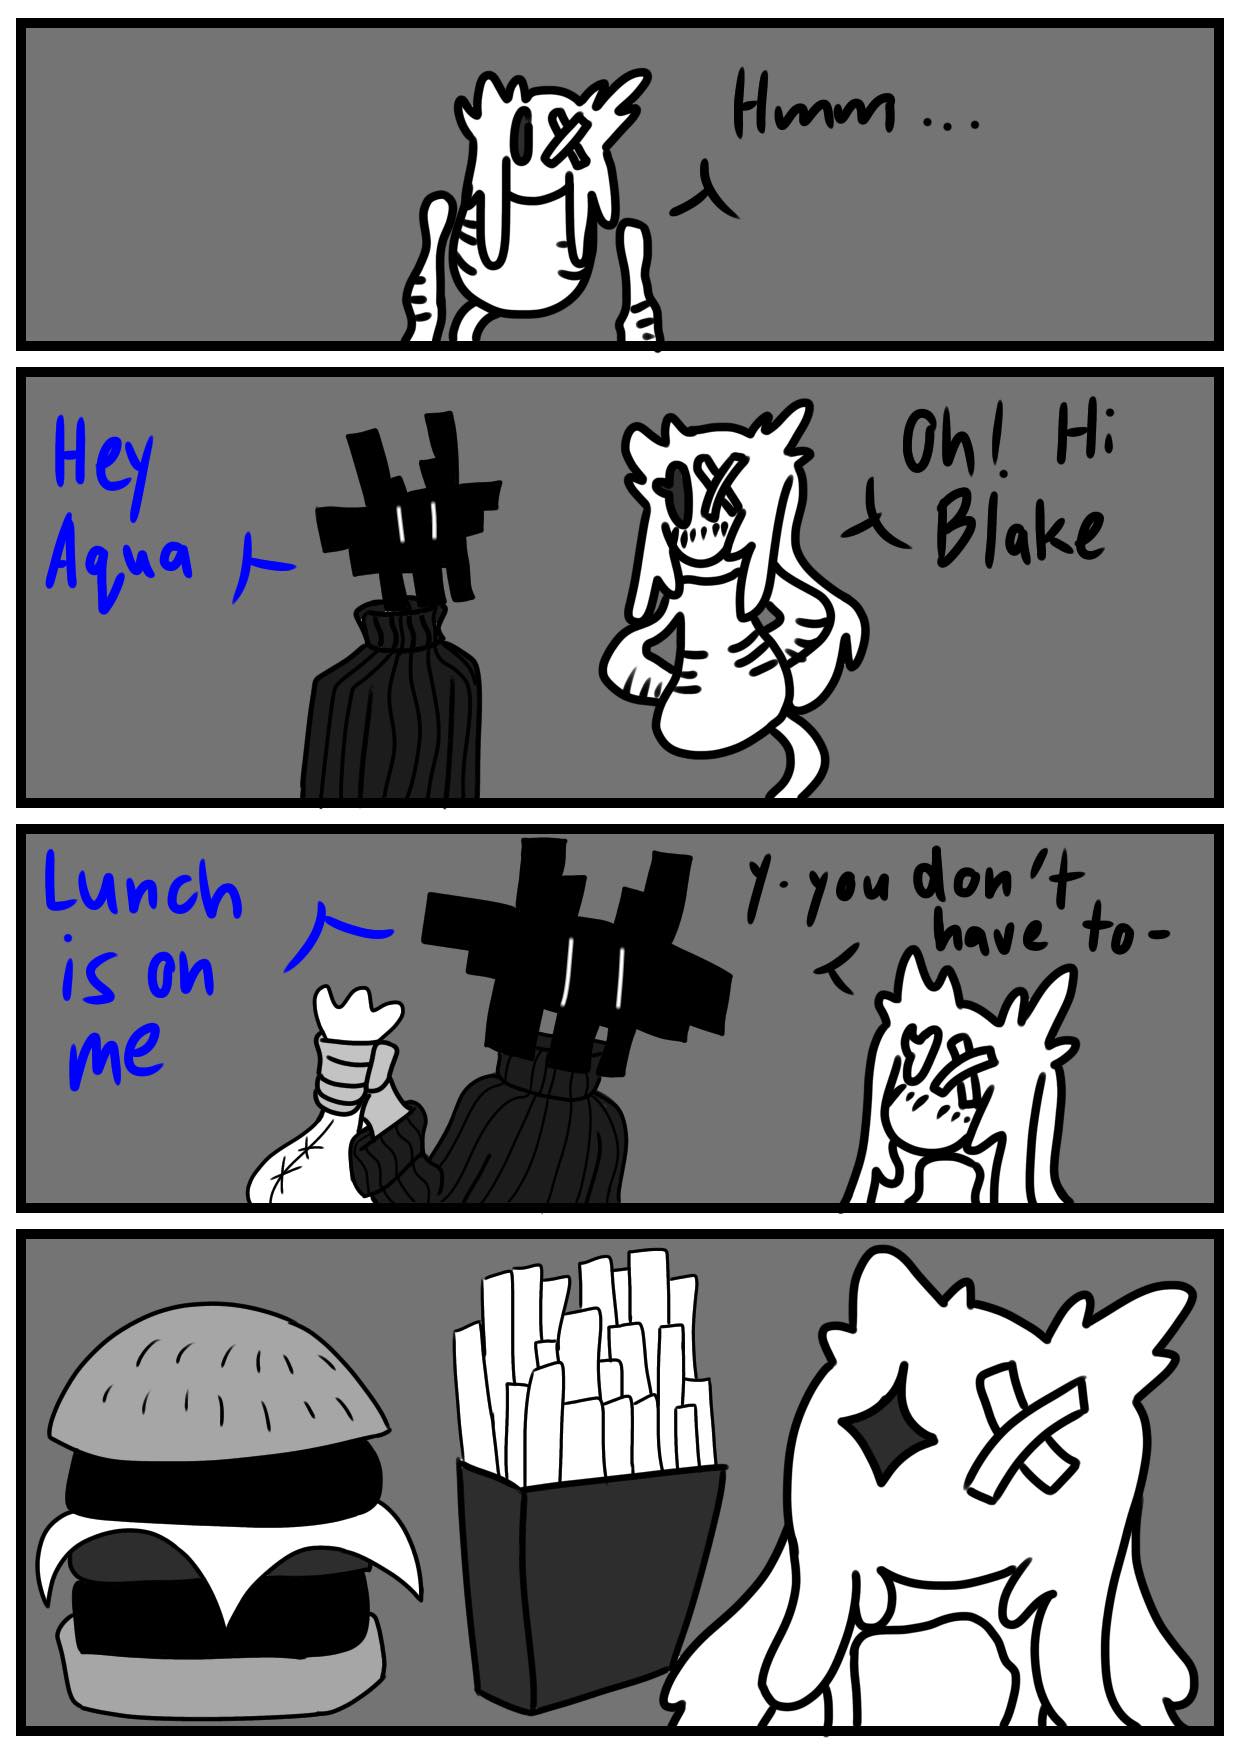 Hmm...
Hey
Aqua
Oh! Hi
Blake
Lunch
is on
me
y. you don't
have to-